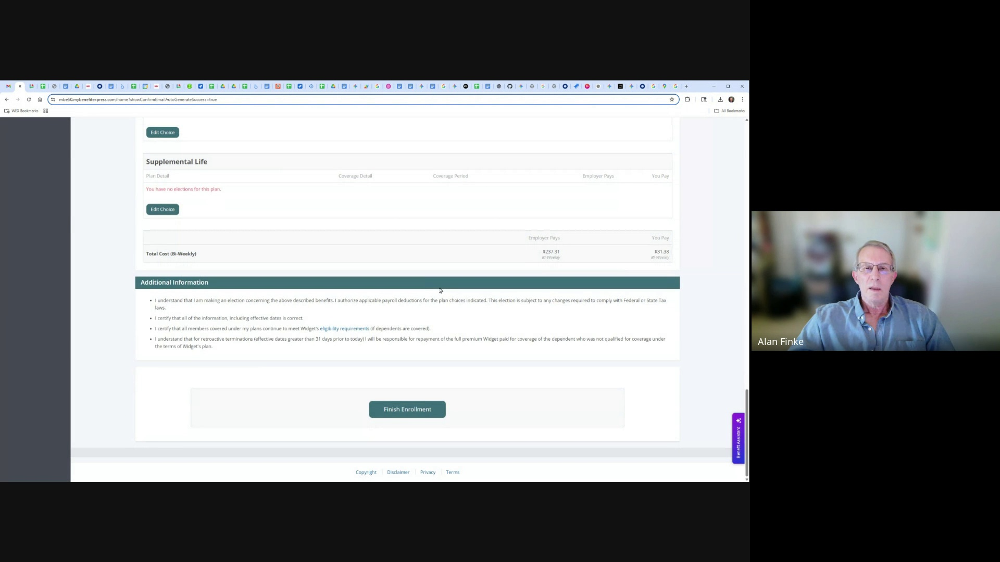 mbe50.mybenefitexpress.com/home?showConfirmEmailAutoGenerateSuccess=true
WEX Bookmarks
All Bookmarks
Edit Choice
Supplemental Life
Plan Detail Coverage Detail Coverage Period Employer Pays You Pay
You have no elections for this plan.
Edit Choice
Employer Pays You Pay
Total Cost (Bi-Weekly) $237.31 $31.38
Bi-Weekly Bi-Weekly
Additional Information
• I understand that I am making an election concerning the above described benefits. I authorize applicable payroll deductions for the plan choices indicated. This election is subject to any changes required to comply with Federal or State Tax
laws.
• I certify that all of the information, including effective dates is correct.
• I certify that all members covered under my plans continue to meet Widget's eligibility requirements (if dependents are covered).
• I understand that for retroactive terminations (effective dates greater than 31 days prior to today) I will be responsible for repayment of the full premium Widget paid for coverage of the dependent who was not qualified for coverage under
the terms of Widget's plan.
Finish Enrollment
Benefit Assistant
Copyright Disclaimer Privacy Terms
Alan Finke